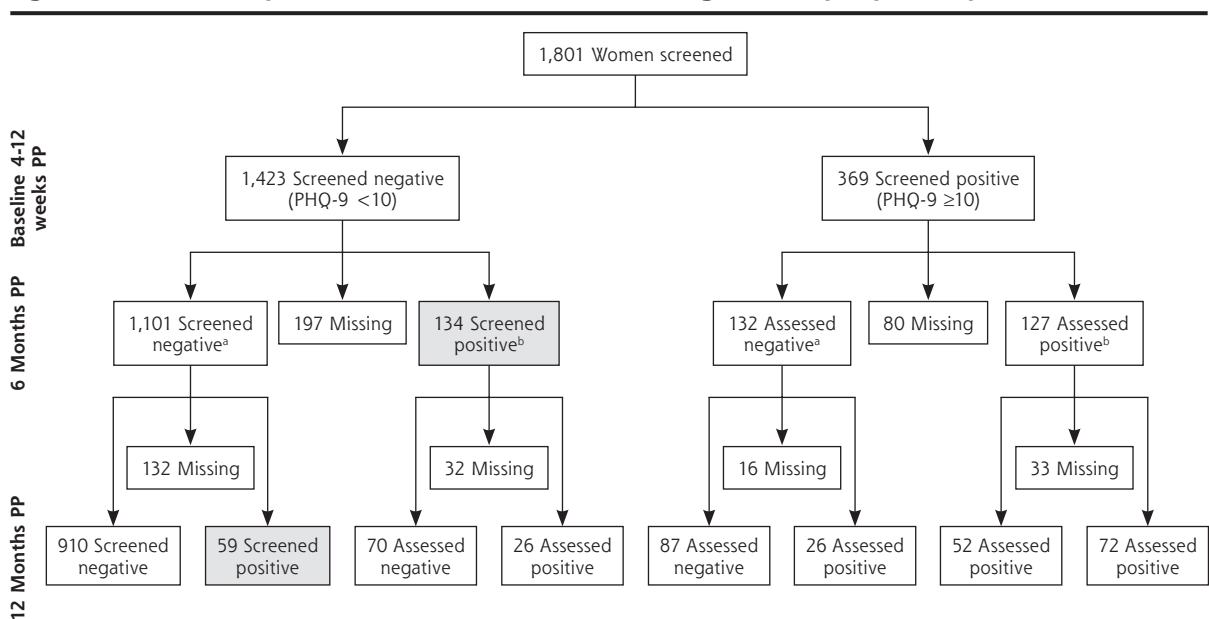 1,801 Women screened
Baseline 4-12
weeks PP
1,423 Screened negative
(PHQ-9 <10)
369 Screened positive
(PHQ-9 ≥10)
6 Months PP
1,101 Screened
negativeᵃ
197 Missing
134 Screened
positiveᵇ
132 Assessed
negativeᵃ
80 Missing
127 Assessed
positiveᵇ
132 Missing
32 Missing
16 Missing
33 Missing
12 Months PP
910 Screened
negative
59 Screened
positive
70 Assessed
negative
26 Assessed
positive
87 Assessed
negative
26 Assessed
positive
52 Assessed
positive
72 Assessed
positive